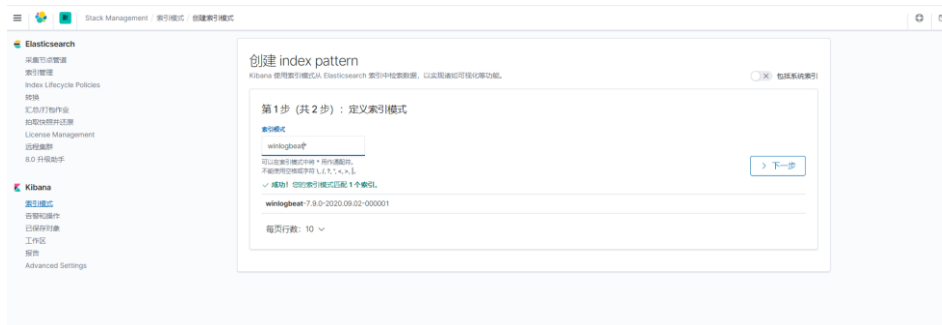 Stack Management / 索引模式 / 创建索引模式
Elasticsearch
采集节点管道
索引管理
Index Lifecycle Policies
转换
汇总/打包作业
拍取快照并还原
License Management
远程集群
8.0 升级助手
Kibana
索引模式
告警和操作
已保存对象
工作区
报告
Advanced Settings
创建 index pattern
Kibana 使用索引模式从 Elasticsearch 索引中检索数据，以实现诸如可视化等功能。
包括系统索引
第 1 步（共 2 步）：定义索引模式
索引模式
winlogbeat*
可以在索引模式中将 * 用作通配符。
不能使用空格或字符 \, /, ?, ", <, >, |。
成功！您的索引模式匹配 1 个索引。
下一步
winlogbeat-7.9.0-2020.09.02-000001
每页行数：10